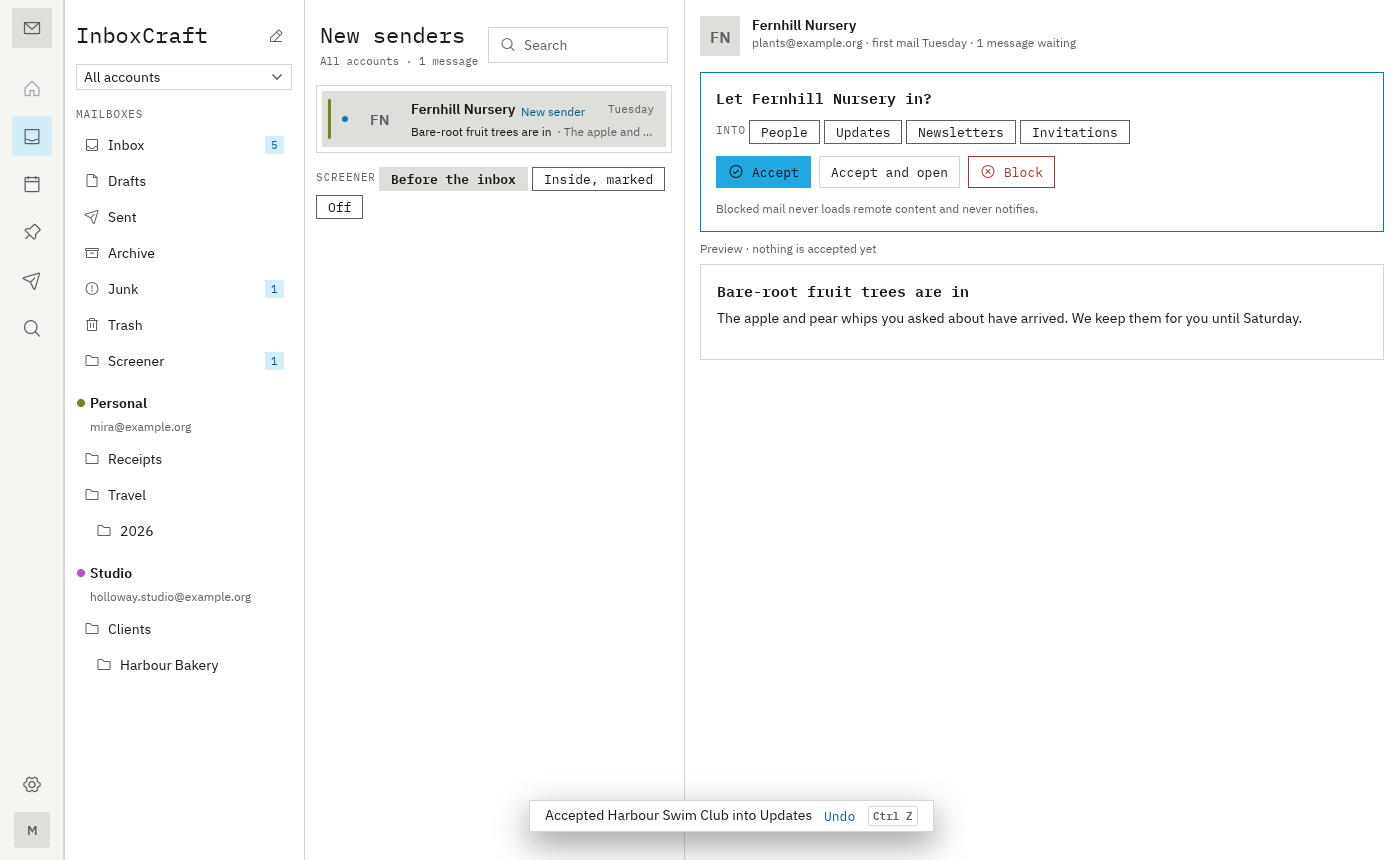 InboxCraft
All accounts
MAILBOXES
Inbox 5
Drafts
Sent
Archive
Junk 1
Trash
Screener 1
Personal
mira@example.org
Receipts
Travel
2026
Studio
holloway.studio@example.org
Clients
Harbour Bakery
M
New senders
All accounts · 1 message
Search
FN
Fernhill Nursery New sender Tuesday
Bare-root fruit trees are in · The apple and …
SCREENER Before the inbox Inside, marked
Off
FN
Fernhill Nursery
plants@example.org · first mail Tuesday · 1 message waiting
Let Fernhill Nursery in?
INTO People Updates Newsletters Invitations
Accept Accept and open Block
Blocked mail never loads remote content and never notifies.
Preview · nothing is accepted yet
Bare-root fruit trees are in
The apple and pear whips you asked about have arrived. We keep them for you until Saturday.
Accepted Harbour Swim Club into Updates Undo Ctrl Z